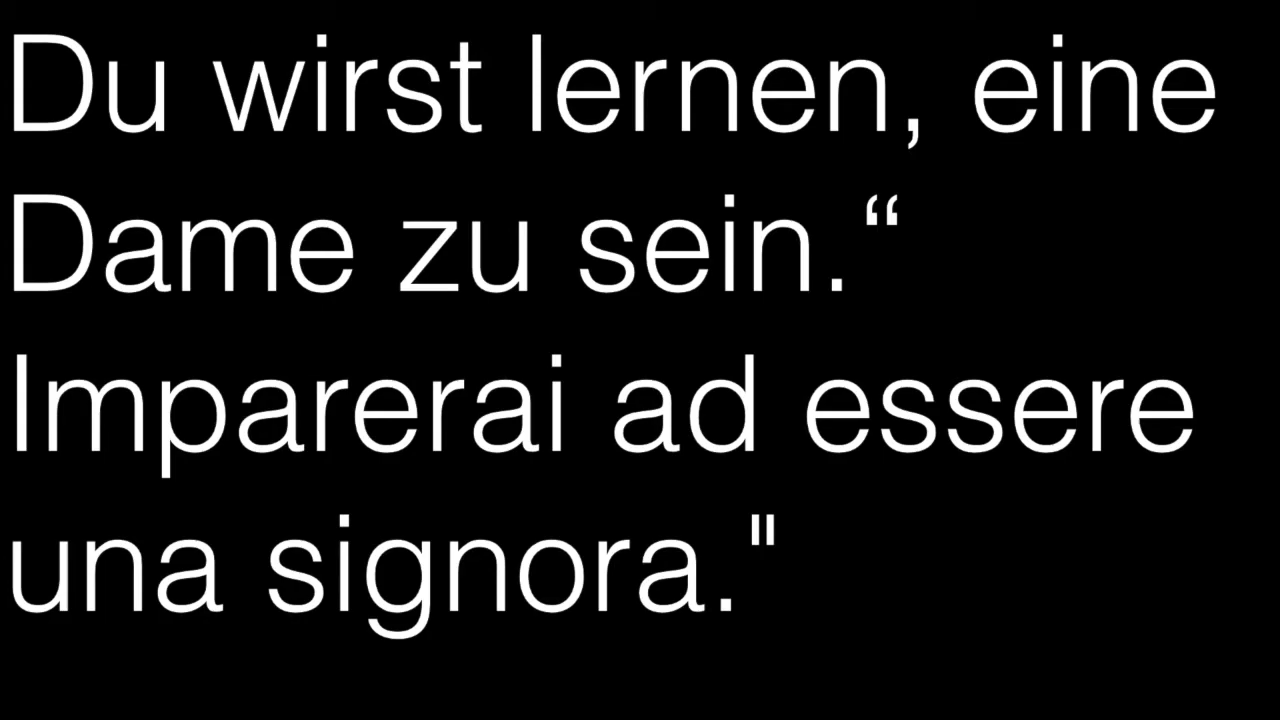 Du wirst lernen, eine
Dame zu sein.“
Imparerai ad essere
una signora."